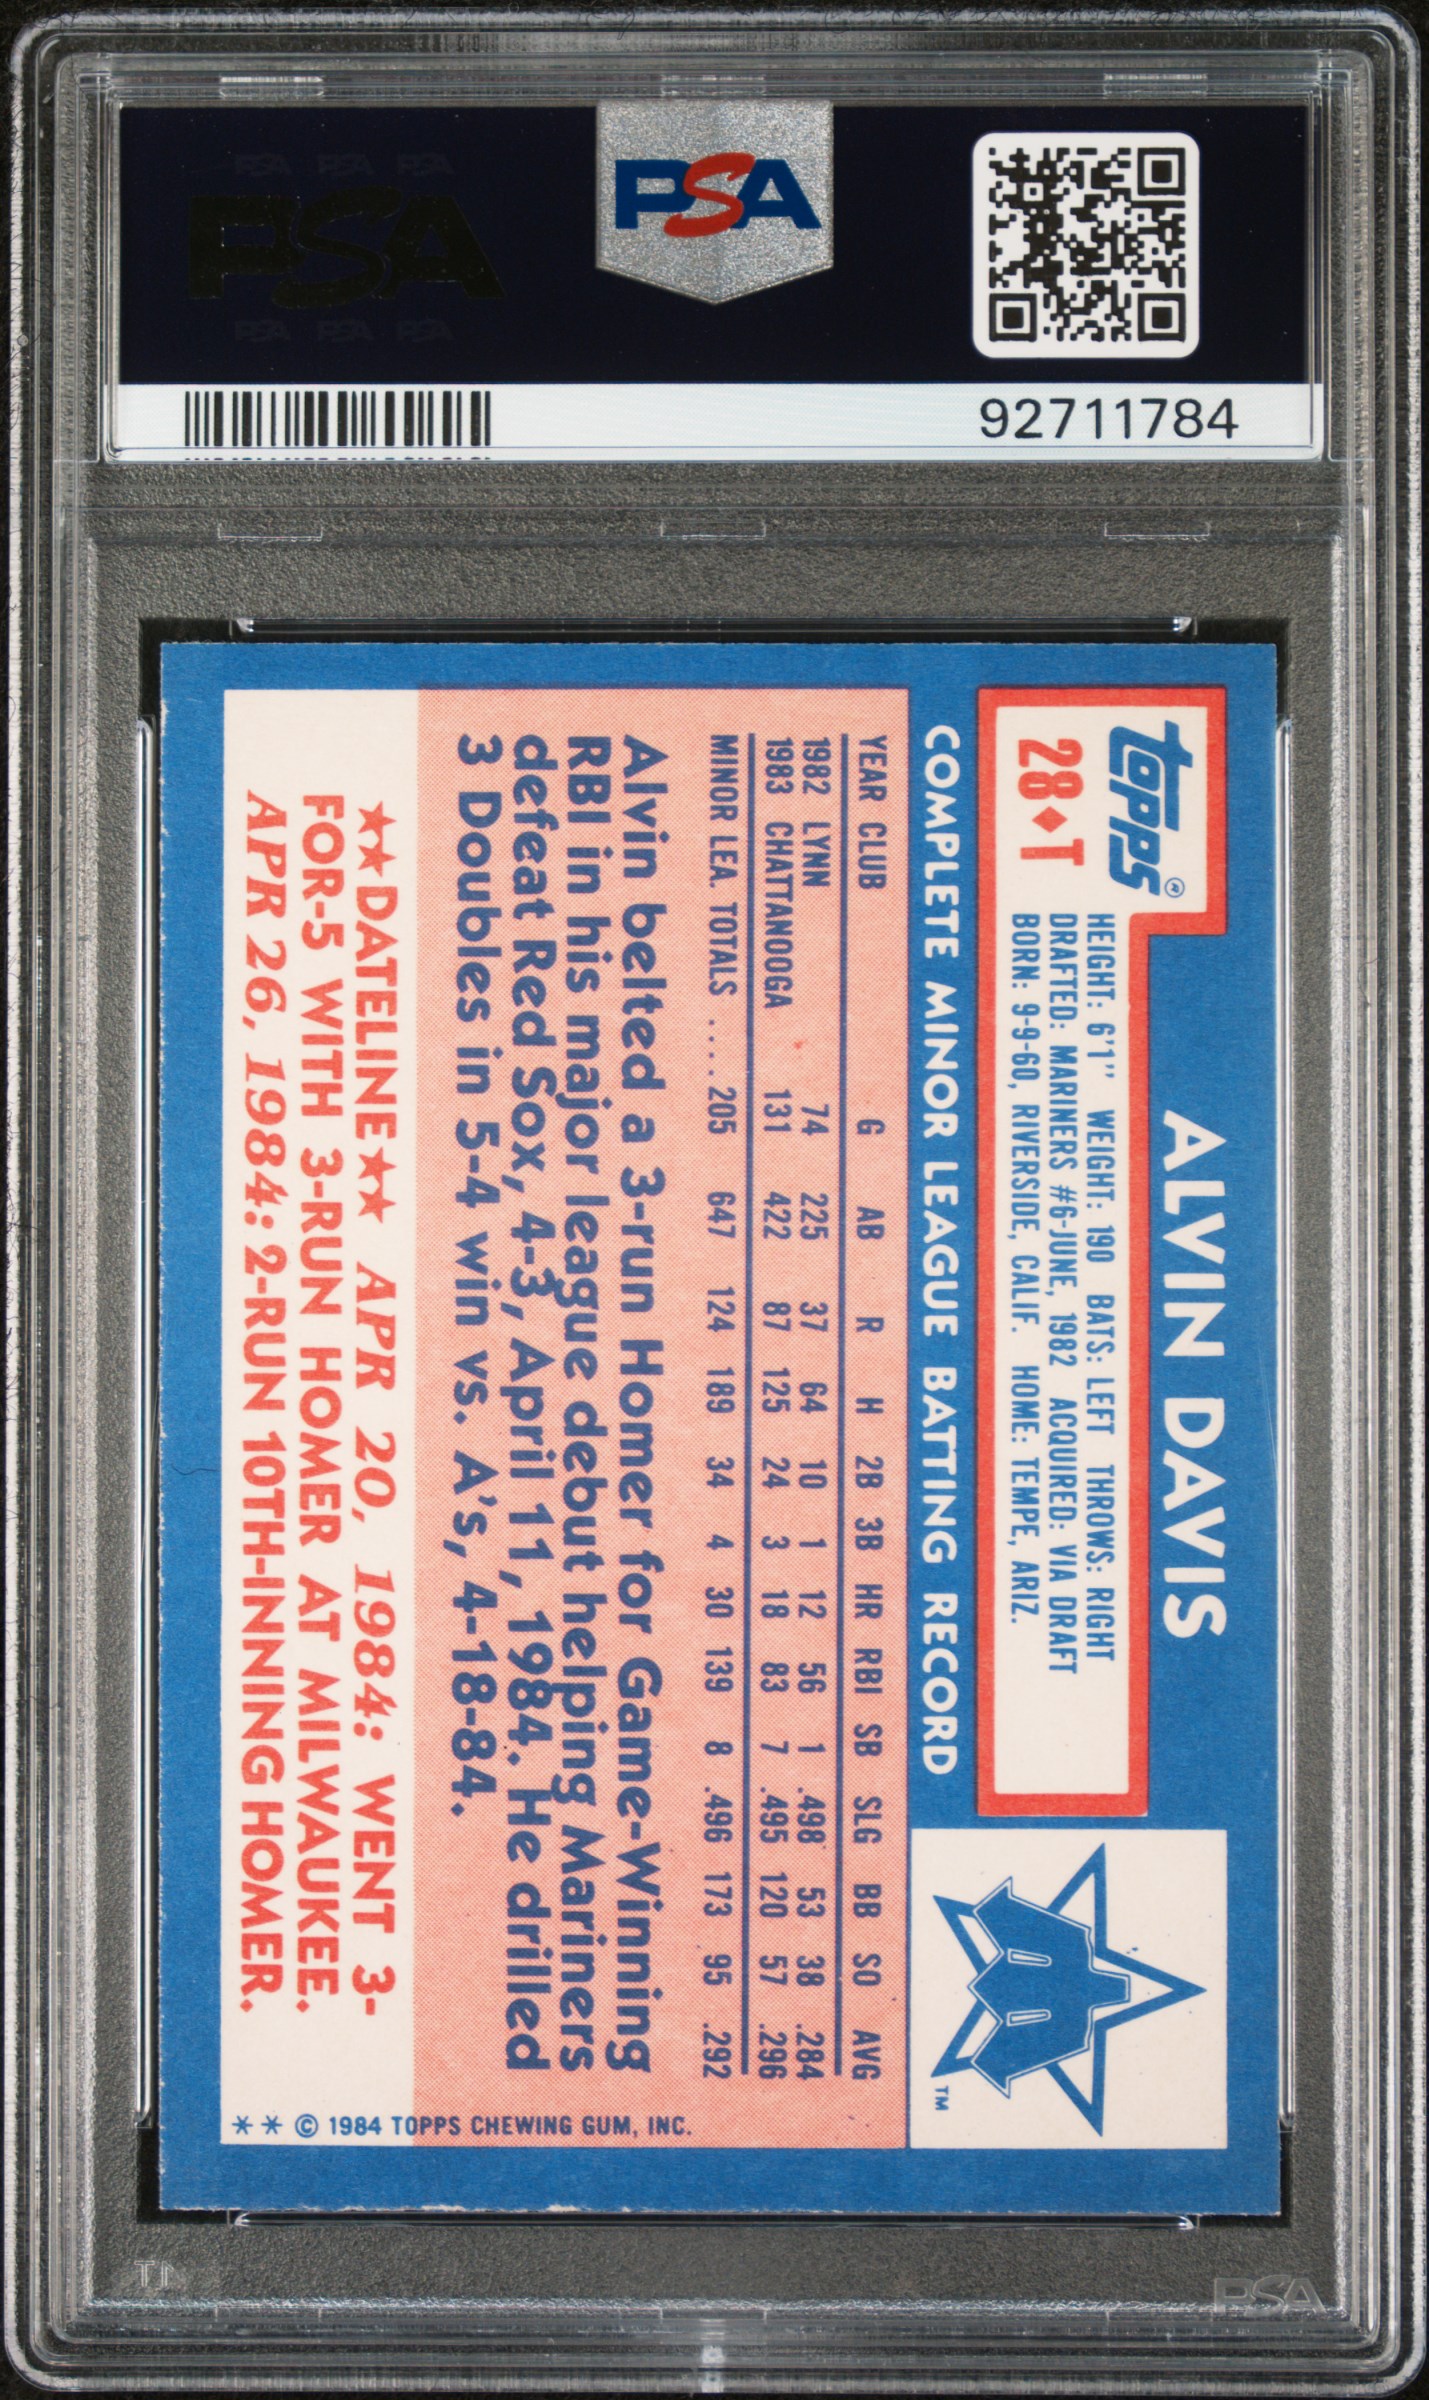 PSA PSA PSA
PSA
PSA PSA PSA
PSA
92711784
topps®
28♦T
ALVIN DAVIS
HEIGHT: 6'1" WEIGHT: 190 BATS: LEFT THROWS: RIGHT
DRAFTED: MARINERS #6-JUNE, 1982 ACQUIRED: VIA DRAFT
BORN: 9-9-60, RIVERSIDE, CALIF. HOME: TEMPE, ARIZ.
TM
COMPLETE MINOR LEAGUE BATTING RECORD
YEAR CLUB G AB R H 2B 3B HR RBI SB SLG BB SO AVG
1982 LYNN 74 225 37 64 10 1 12 56 1 .498 53 38 .284
1983 CHATTANOOGA 131 422 87 125 24 3 18 83 7 .495 120 57 .296
MINOR LEA. TOTALS .... 205 647 124 189 34 4 30 139 8 .496 173 95 .292
Alvin belted a 3-run Homer for Game-Winning
RBI in his major league debut helping Mariners
defeat Red Sox, 4-3, April 11, 1984. He drilled
3 Doubles in 5-4 win vs. A's, 4-18-84.
★★DATELINE★★ APR 20, 1984: WENT 3-
FOR-5 WITH 3-RUN HOMER AT MILWAUKEE.
APR 26, 1984: 2-RUN 10TH-INNING HOMER.
** © 1984 TOPPS CHEWING GUM, INC.
PSA